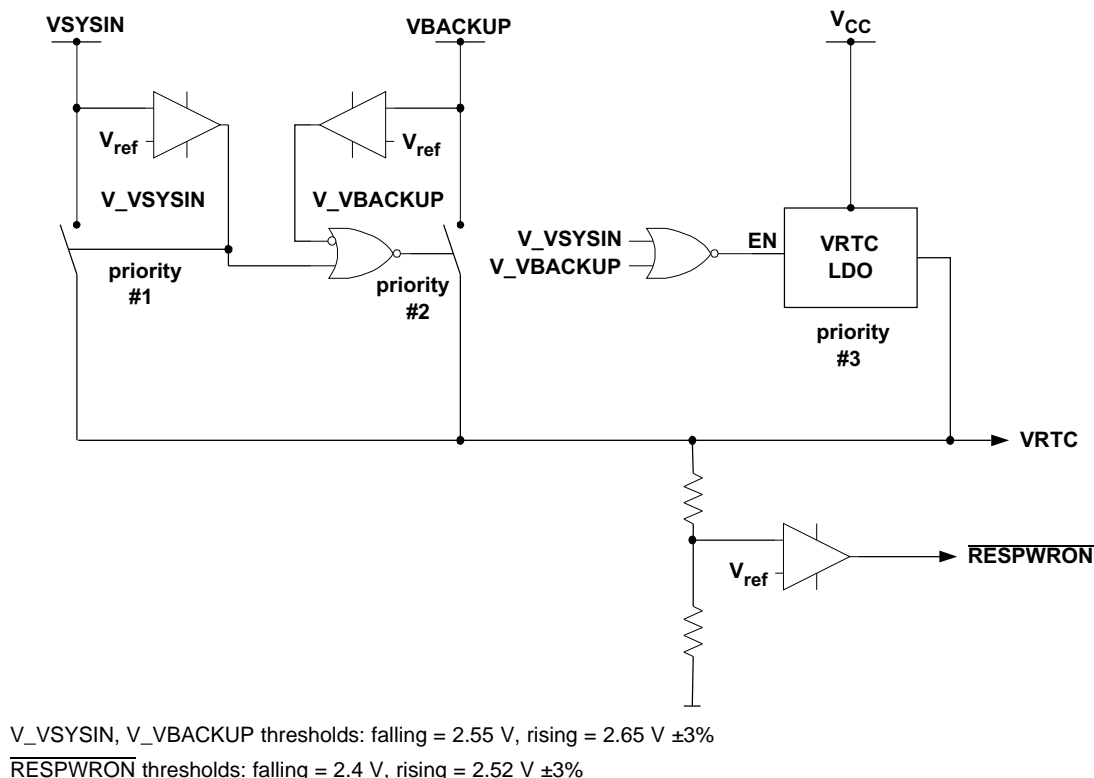 VSYSIN
VBACKUP
VCC
Vref
Vref
V_VSYSIN
V_VBACKUP
priority
#1
priority
#2
V_VSYSIN
V_VBACKUP
EN
VRTC
LDO
priority
#3
VRTC
Vref
RESPWRON
V_VSYSIN, V_VBACKUP thresholds: falling = 2.55 V, rising = 2.65 V ±3%
RESPWRON thresholds: falling = 2.4 V, rising = 2.52 V ±3%